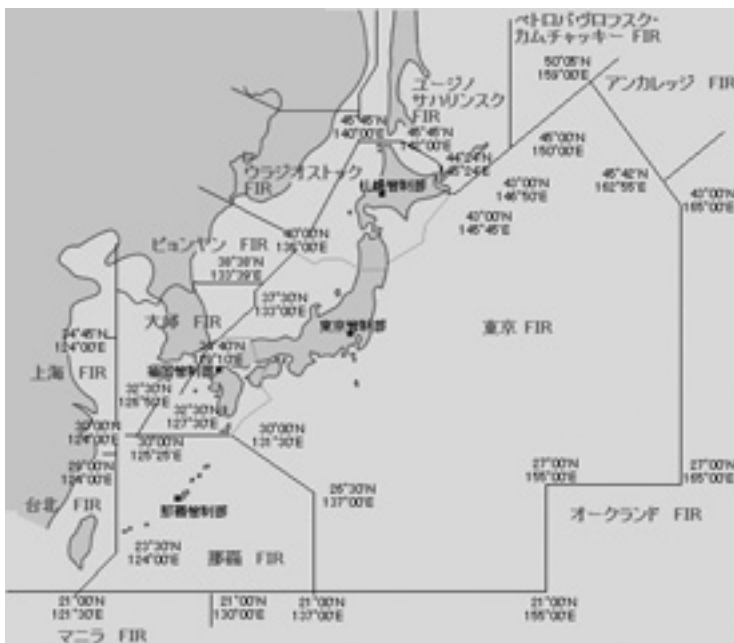 ペトロパヴロフスク・
カムチャッキー FIR
50°05'N
159°00'E
アンカレッジ FIR
ユージノ
サハリンスク
FIR
45°45'N
140°00'E
45°45'N
142°00'E
45°00'N
150°00'E
44°24'N
145°24'E
ウラジオストック
FIR
札幌管制部
43°00'N
146°50'E
45°42'N
162°55'E
43°00'N
165°00'E
43°00'N
145°45'E
40°00'N
135°00'E
ピョンヤン FIR
38°38'N
133°39'E
37°30'N
133°00'E
大邱 FIR
東京管制部
東京 FIR
34°45'N
124°00'E
34°40'N
129°10'E
上海 FIR
福岡管制部
32°30'N
126°50'E
32°30'N
127°30'E
30°00'N
124°00'E
30°00'N
125°25'E
30°00'N
131°30'E
29°00'N
124°00'E
26°30'N
137°00'E
27°00'N
155°00'E
27°00'N
165°00'E
台北 FIR
那覇管制部
オークランド FIR
23°30'N
124°00'E
那覇 FIR
21°00'N
121°30'E
21°00'N
130°00'E
21°00'N
137°00'E
21°00'N
155°00'E
マニラ FIR